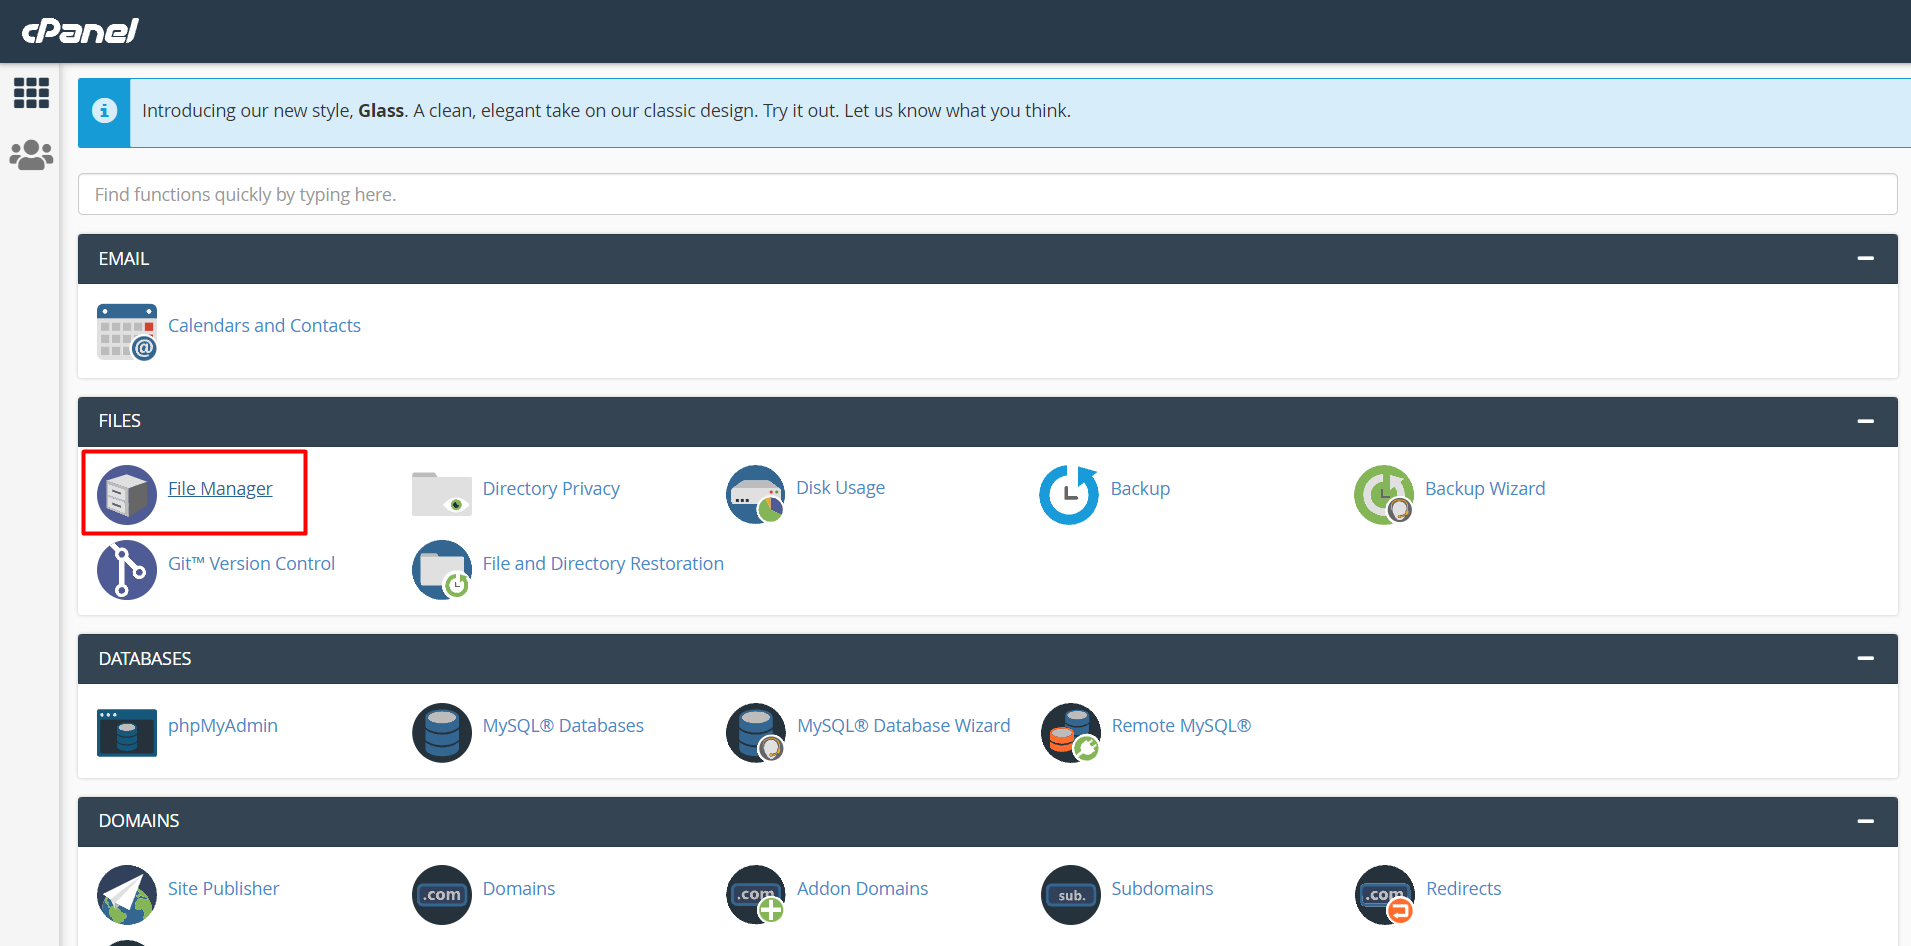 cPanel
Introducing our new style, Glass. A clean, elegant take on our classic design. Try it out. Let us know what you think.
Find functions quickly by typing here.
EMAIL
@
Calendars and Contacts
FILES
File Manager
Directory Privacy
Disk Usage
Backup
Backup Wizard
Git™ Version Control
File and Directory Restoration
DATABASES
phpMyAdmin
MySQL® Databases
MySQL® Database Wizard
Remote MySQL®
DOMAINS
Site Publisher
.com
Domains
.com
Addon Domains
sub.
Subdomains
.com
Redirects